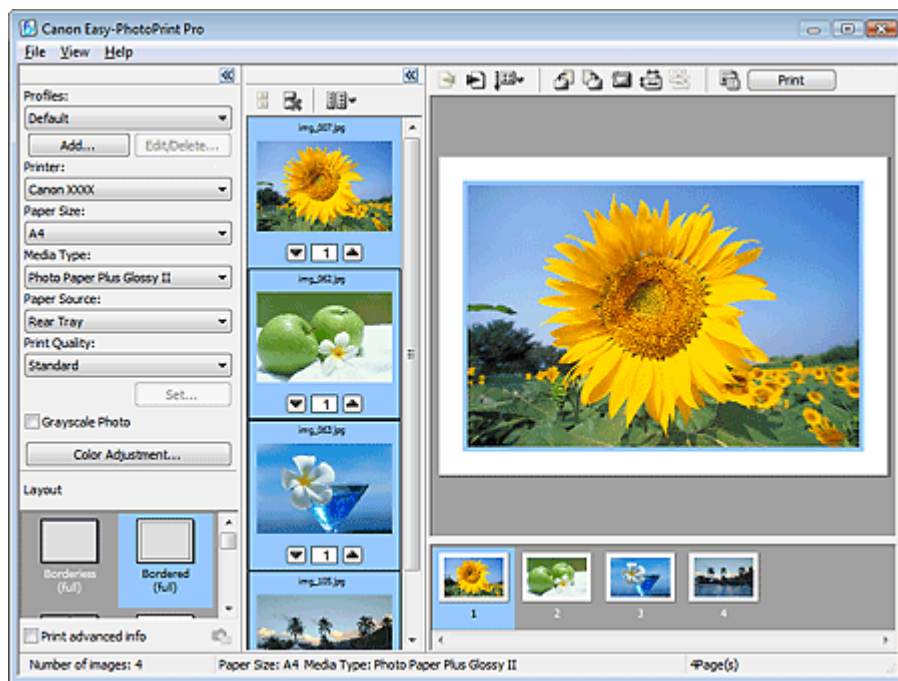 Canon Easy-PhotoPrint Pro
File View Help
Profiles:
Default
Add... Edit/Delete...
Printer:
Canon XXXX
Paper Size:
A4
Media Type:
Photo Paper Plus Glossy II
Paper Source:
Rear Tray
Print Quality:
Standard
Set...
Grayscale Photo
Color Adjustment...
Layout
Borderless
(full)
Bordered
(full)
Print advanced info
img_007.jpg
1
img_062.jpg
1
img_063.jpg
1
img_105.jpg
Print
1 2 3 4
Number of images: 4 Paper Size: A4 Media Type: Photo Paper Plus Glossy II 4Page(s)